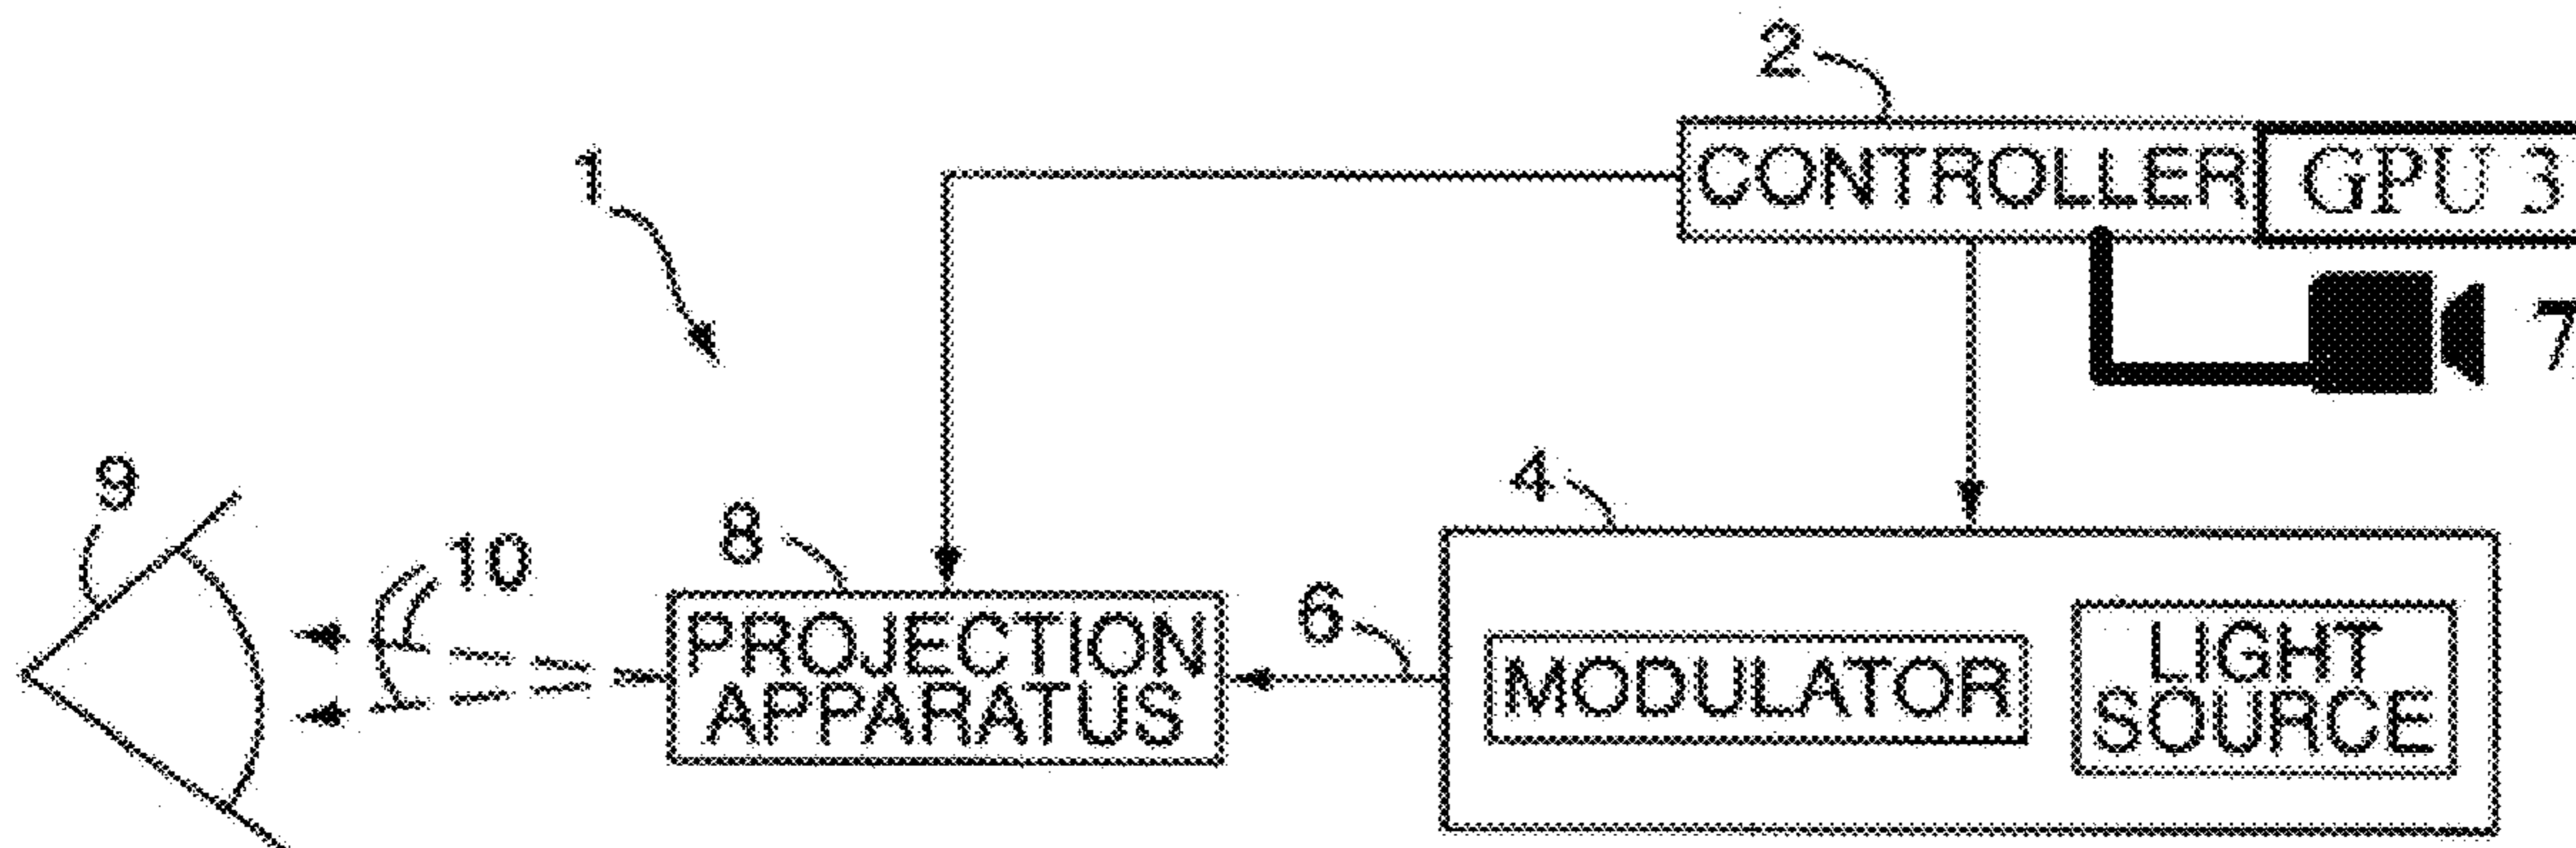 2
CONTROLLER GPU 3
1
7
9
4
8
10
6
PROJECTION
APPARATUS
MODULATOR
LIGHT
SOURCE